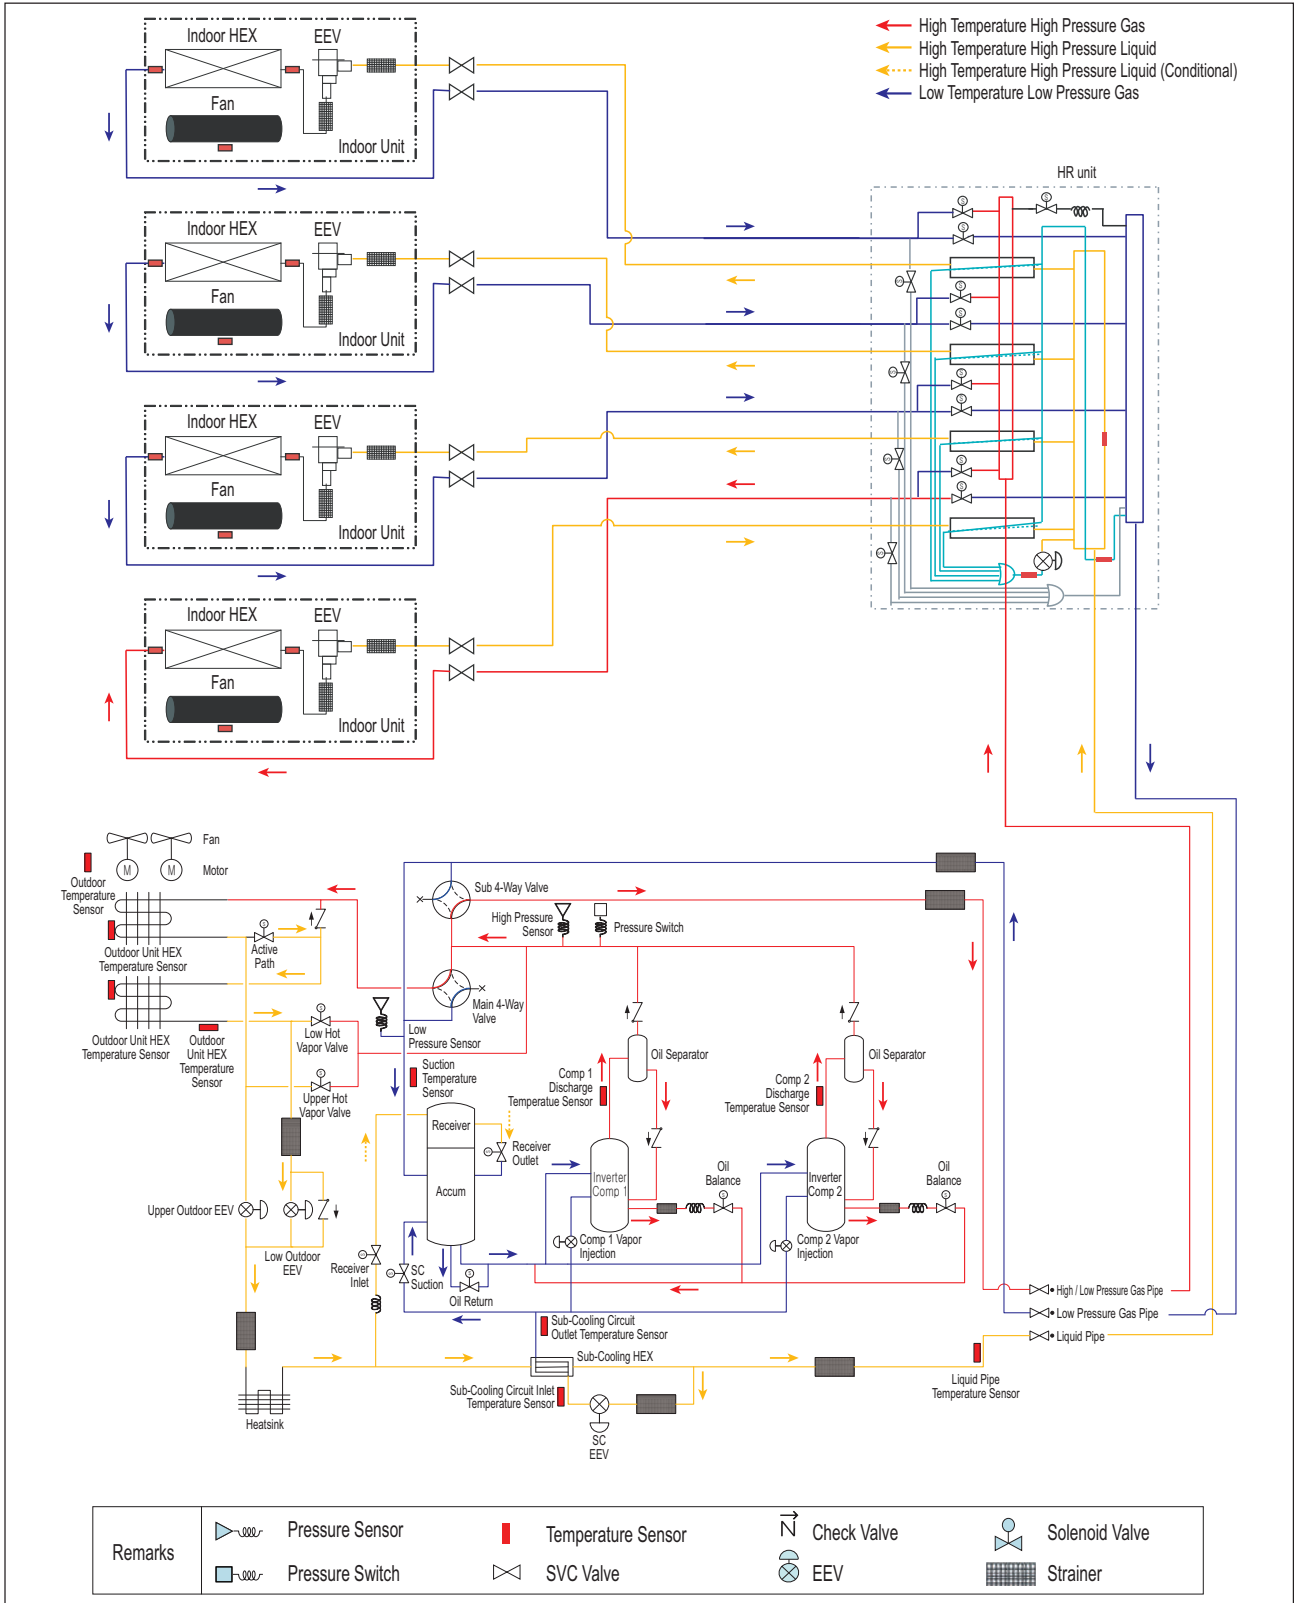 High Temperature High Pressure Gas
High Temperature High Pressure Liquid
High Temperature High Pressure Liquid (Conditional)
Low Temperature Low Pressure Gas
Indoor HEX
EEV
Fan
Indoor Unit
HR unit
S
S
S
S
S
S
S
S
S
S
S
S
S
Indoor HEX
EEV
Fan
Indoor Unit
Indoor HEX
EEV
Fan
Indoor Unit
Indoor HEX
EEV
Fan
Indoor Unit
Fan
M
M
Motor
Outdoor
Temperature
Sensor
Sub 4-Way Valve
High Pressure
Sensor
Pressure Switch
S
Active
Path
Outdoor Unit HEX
Temperature Sensor
Main 4-Way
Valve
S
Low Hot
Vapor Valve
Low
Pressure Sensor
Outdoor Unit HEX
Temperature Sensor
Outdoor
Unit HEX
Temperature
Sensor
Oil Separator
Oil Separator
Suction
Temperature
Sensor
S
Upper Hot
Vapor Valve
Comp 1
Discharge
Temperatue Sensor
Comp 2
Discharge
Temperatue Sensor
Receiver
S
Receiver
Outlet
Accum
Inverter
Comp 1
Oil
Balance
S
Inverter
Comp 2
Oil
Balance
S
Upper Outdoor EEV
Low Outdoor
EEV
S
Receiver
Inlet
S
SC
Suction
S
Oil Return
Comp 1 Vapor
Injection
Comp 2 Vapor
Injection
High / Low Pressure Gas Pipe
Low Pressure Gas Pipe
Liquid Pipe
Sub-Cooling Circuit
Outlet Temperature Sensor
Sub-Cooling HEX
Sub-Cooling Circuit Inlet
Temperature Sensor
Liquid Pipe
Temperature Sensor
Heatsink
SC
EEV
Remarks
Pressure Sensor
Temperature Sensor
Check Valve
Solenoid Valve
Pressure Switch
SVC Valve
EEV
Strainer